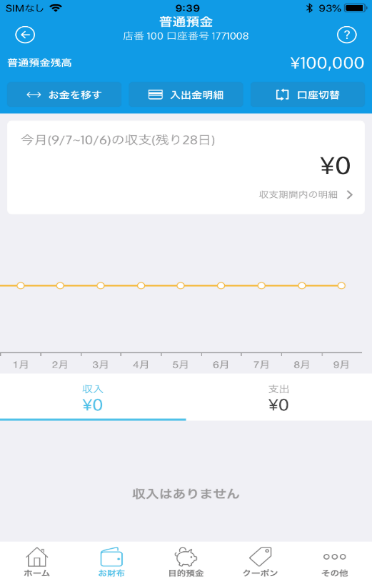 SIMなし 9:39 93%
普通預金
店番 100 口座番号 1771008
?
普通預金残高 ¥100,000
お金を移す 入出金明細 口座切替
今月(9/7~10/6)の収支(残り28日)
¥0
収支期間内の明細
1月 2月 3月 4月 5月 6月 7月 8月 9月
収入 支出
¥0 ¥0
収入はありません
ホーム お財布 目的預金 クーポン その他